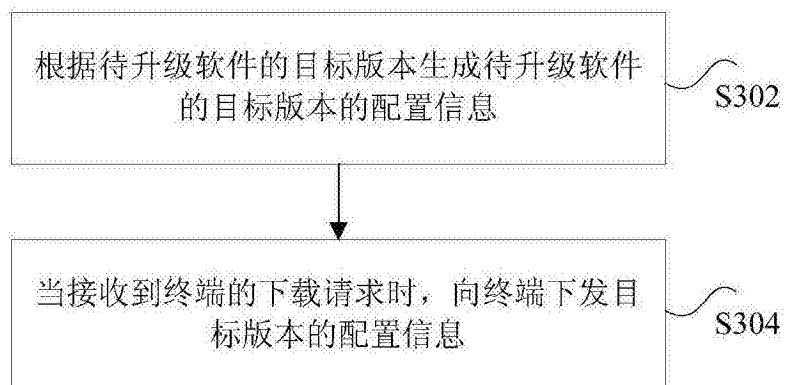 根据待升级软件的目标版本生成待升级软件
的目标版本的配置信息
S302
当接收到终端的下载请求时，向终端下发目
标版本的配置信息
S304